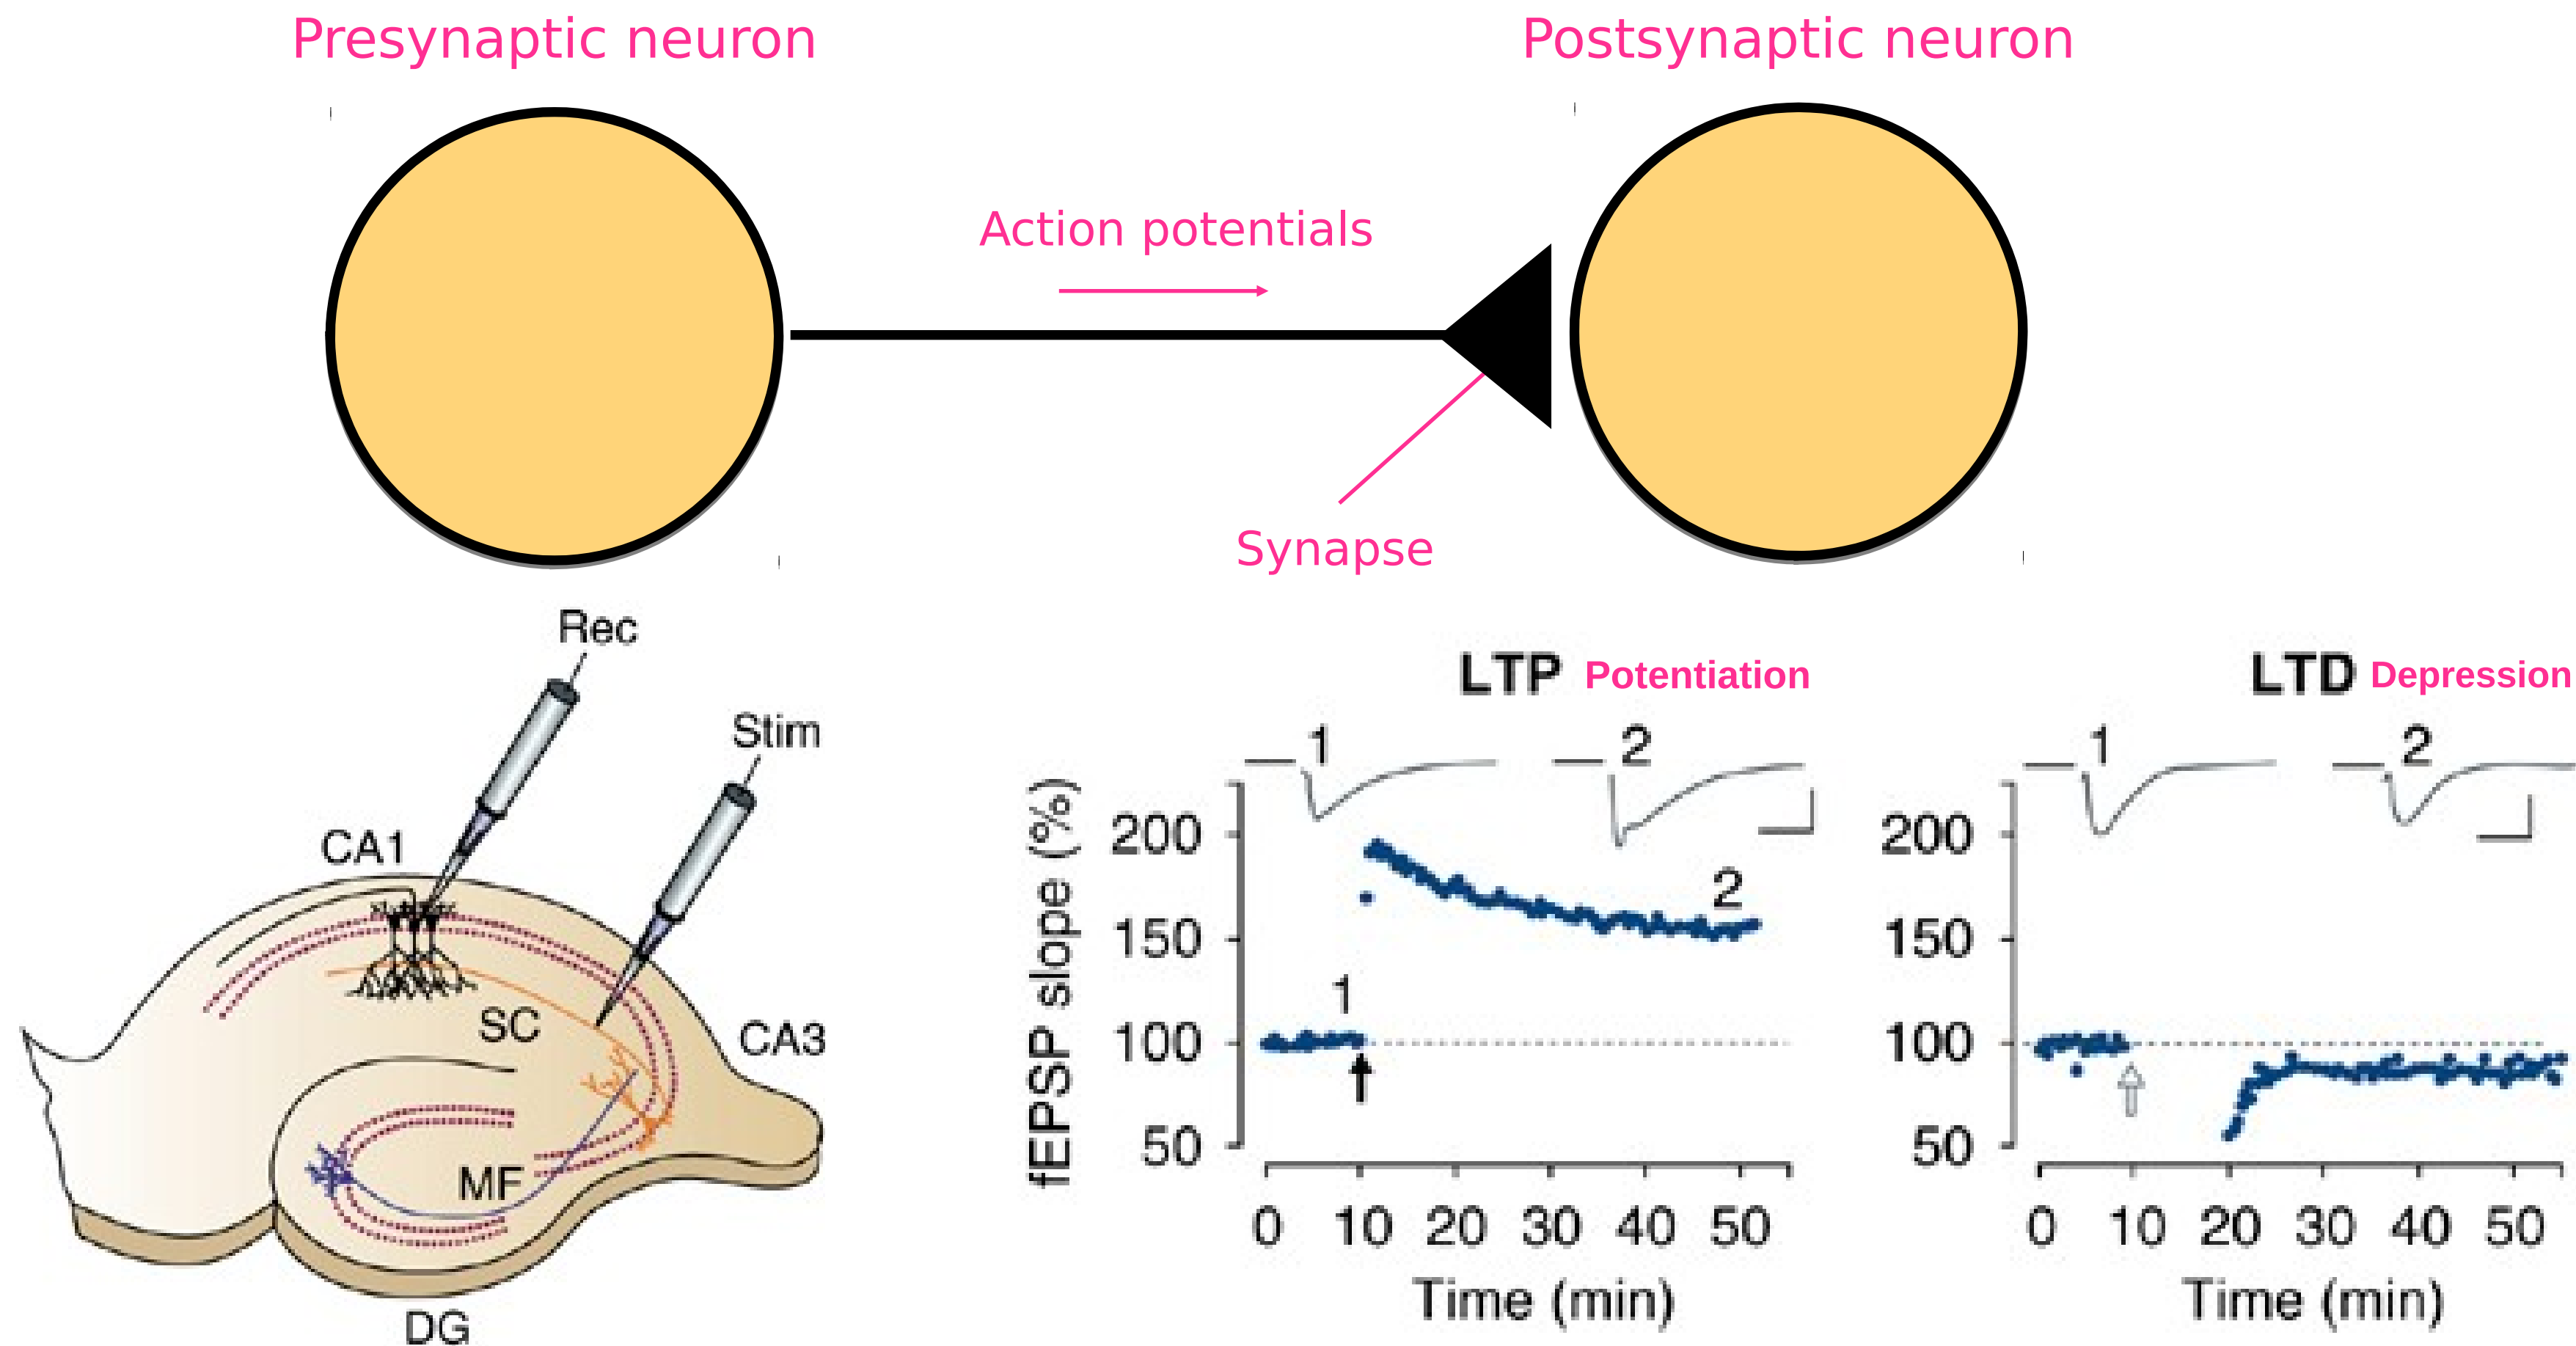 Presynaptic neuron
Postsynaptic neuron
Action potentials
Synapse
Rec
Stim
CA1
SC
CA3
MF
DG
LTP Potentiation
1 2
fEPSP slope (%)
200
150
100
50
1
2
0 10 20 30 40 50
Time (min)
LTD Depression
1 2
200
150
100
50
0 10 20 30 40 50
Time (min)